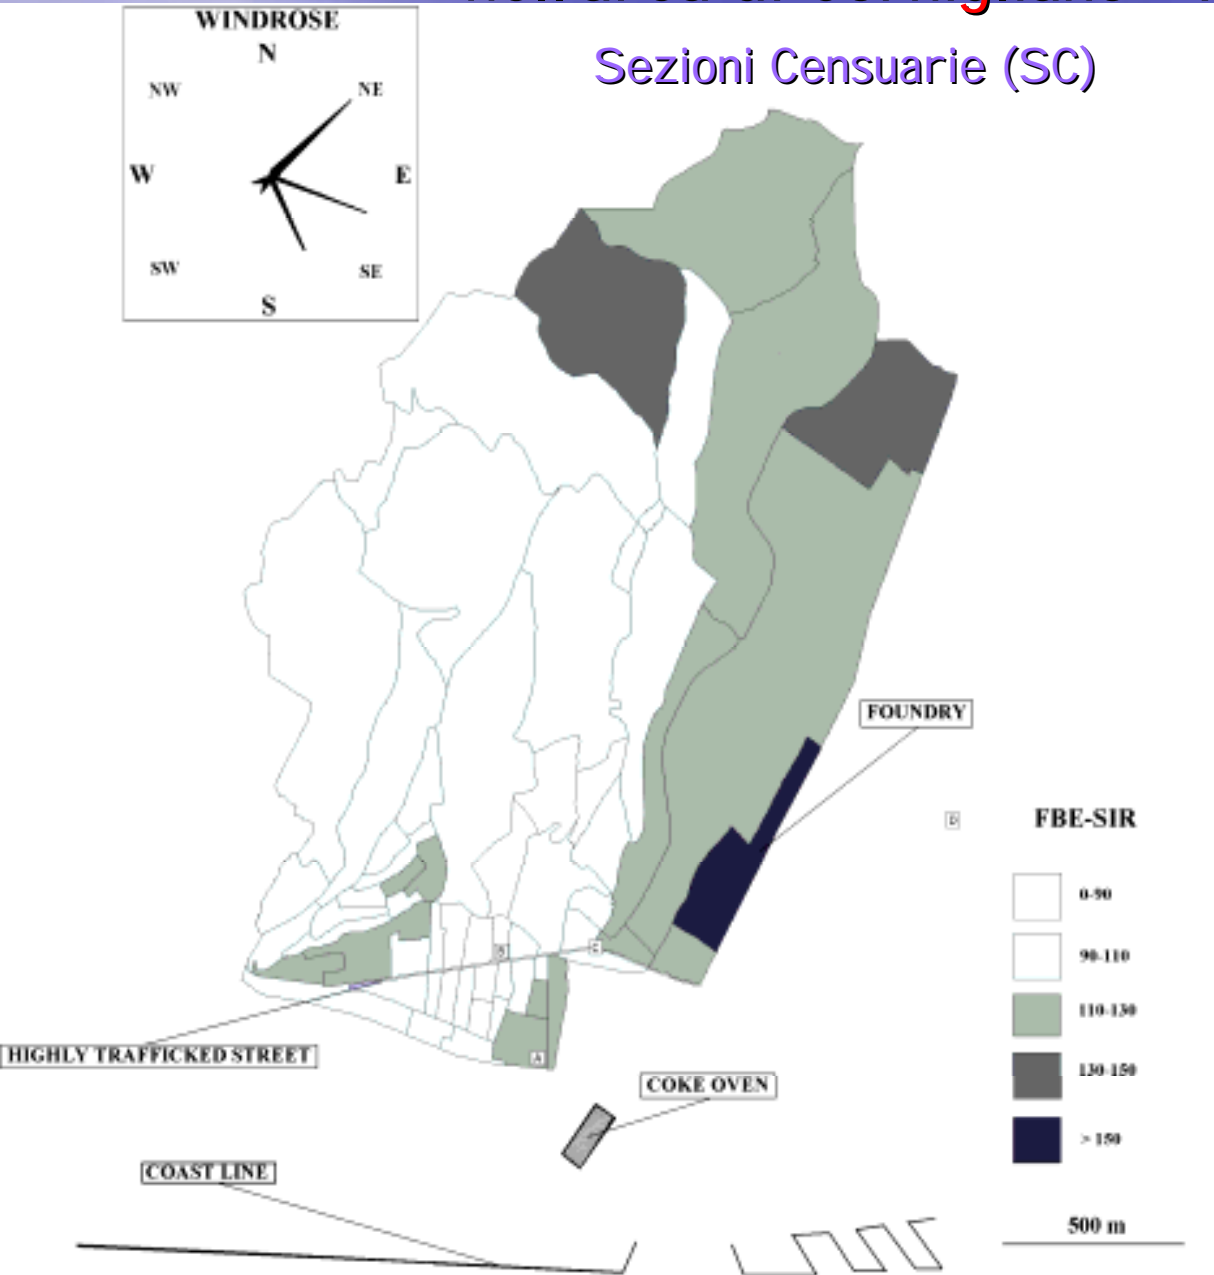 Sezioni Censuarie (SC)
WINDROSE
N
NW
NE
W
E
SW
SE
S
FOUNDRY
D
FBE-SIR
0-90
90-110
110-130
130-150
> 150
B
C
A
HIGHLY TRAFFICKED STREET
COKE OVEN
COAST LINE
500 m